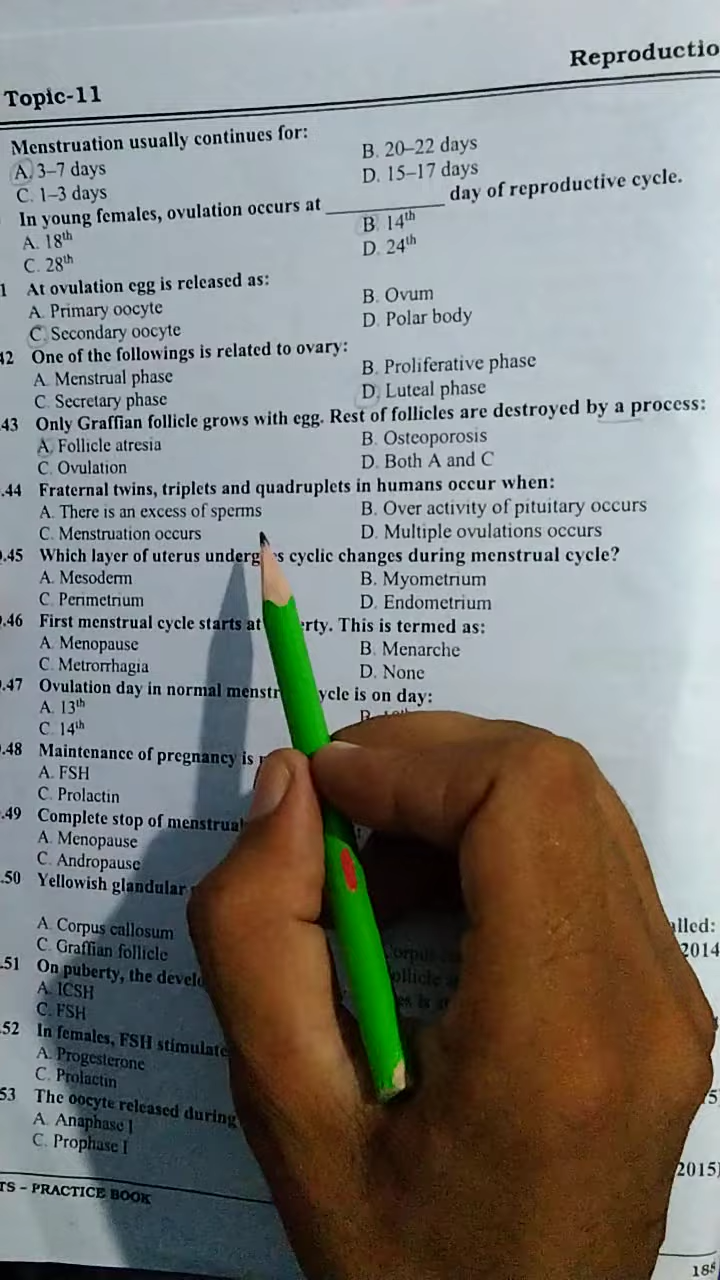 Topic-11
Reproductio
Menstruation usually continues for:
A. 3–7 days
B. 20–22 days
C. 1–3 days
D. 15–17 days
In young females, ovulation occurs at __________ day of reproductive cycle.
A. 18th
B. 14th
C. 28th
D. 24th
1 At ovulation egg is released as:
A. Primary oocyte
B. Ovum
C. Secondary oocyte
D. Polar body
42 One of the followings is related to ovary:
A. Menstrual phase
B. Proliferative phase
C. Secretary phase
D. Luteal phase
.43 Only Graffian follicle grows with egg. Rest of follicles are destroyed by a process:
A. Follicle atresia
B. Osteoporosis
C. Ovulation
D. Both A and C
.44 Fraternal twins, triplets and quadruplets in humans occur when:
A. There is an excess of sperms
B. Over activity of pituitary occurs
C. Menstruation occurs
D. Multiple ovulations occurs
.45 Which layer of uterus underg s cyclic changes during menstrual cycle?
A. Mesoderm
B. Myometrium
C. Perimetrium
D. Endometrium
.46 First menstrual cycle starts at erty. This is termed as:
A. Menopause
B. Menarche
C. Metrorrhagia
D. None
.47 Ovulation day in normal menstr ycle is on day:
A. 13th
B.
C. 14th
.48 Maintenance of pregnancy is
A. FSH
C. Prolactin
.49 Complete stop of menstrual
A. Menopause
C. Andropause
.50 Yellowish glandular
alled:
A. Corpus callosum
2014
C. Graffian follicle
.51 On puberty, the devel
A. ICSH
C. FSH
52 In females, FSH stimulate
A. Progesterone
C. Prolactin
5
53 The oocyte released during
A. Anaphase I
C. Prophase I
2015)
TS – PRACTICE BOOK
185